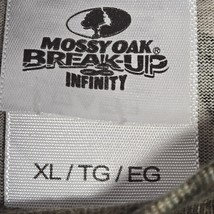 MOSSY OAK
BREAK-UP
INFINITY
XL / TG / EG